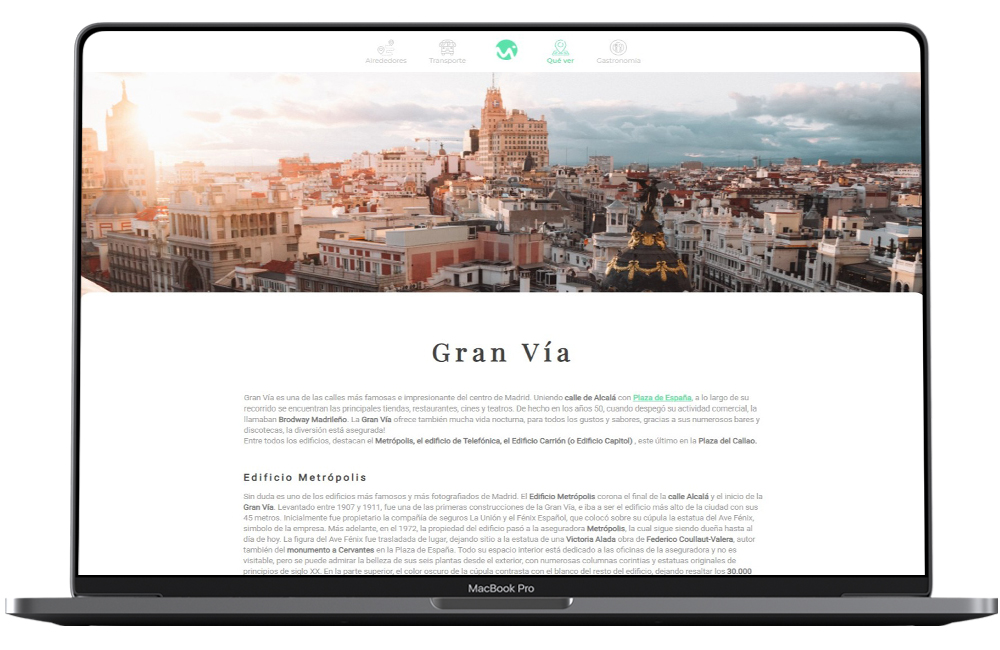 Alrededores
Transporte
Qué ver
Gastronomía
Gran Vía
Gran Vía es una de las calles más famosas e impresionante del centro de Madrid. Uniendo calle de Alcalá con Plaza de España, a lo largo de su
recorrido se encuentran las principales tiendas, restaurantes, cines y teatros. De hecho en los años 50, cuando despegó su actividad comercial, la
llamaban Brodway Madrileño. La Gran Vía ofrece también mucha vida nocturna, para todos los gustos y sabores, gracias a sus numerosos bares y
discotecas, la diversión está asegurada!
Entre todos los edificios, destacan el Metrópolis, el edificio de Telefónica, el Edificio Carrión (o Edificio Capitol) , este último en la Plaza del Callao.
Edificio Metrópolis
Sin duda es uno de los edificios más famosos y más fotografiados de Madrid. El Edificio Metrópolis corona el final de la calle Alcalá y el inicio de la
Gran Vía. Levantado entre 1907 y 1911, fue una de las primeras construcciones de la Gran Vía, e iba a ser el edificio más alto de la ciudad con sus
45 metros. Inicialmente fue propietario la compañía de seguros La Unión y el Fénix Español, que colocó sobre su cúpula la estatua del Ave Fénix,
símbolo de la empresa. Más adelante, en el 1972, la propiedad del edificio pasó a la aseguradora Metrópolis, la cual sigue siendo dueña hasta al
día de hoy. La figura del Ave Fénix fue trasladada de lugar, dejando sitio a la estatua de una Victoria Alada obra de Federico Coullaut-Valera, autor
también del monumento a Cervantes en la Plaza de España. Todo su espacio interior está dedicado a las oficinas de la aseguradora y no es
visitable, pero se puede admirar la belleza de sus seis plantas desde el exterior, con numerosas columnas corintias y estatuas originales de
principios de siglo XX. En la parte superior, el color oscuro de la cúpula contrasta con el blanco del resto del edificio, dejando resaltar los 30.000
MacBook Pro